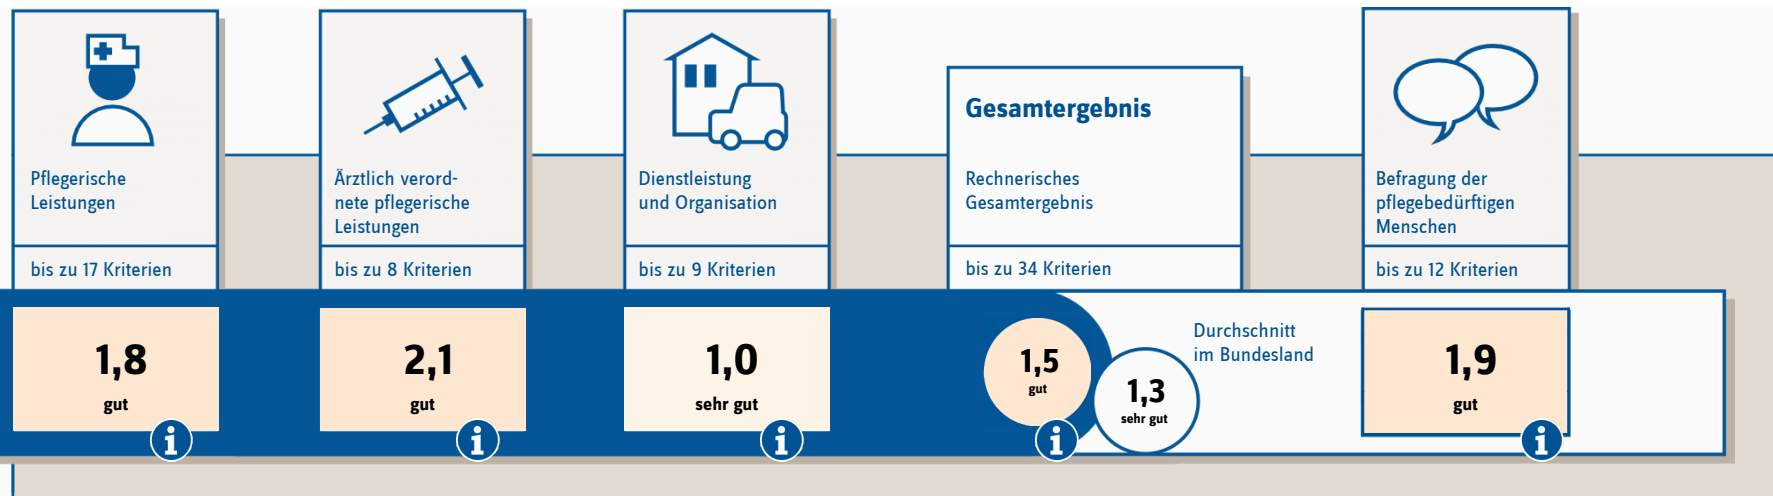 Pflegerische
Leistungen
bis zu 17 Kriterien
1,8
gut
i
Ärztlich verord-
nete pflegerische
Leistungen
bis zu 8 Kriterien
2,1
gut
i
Dienstleistung
und Organisation
bis zu 9 Kriterien
1,0
sehr gut
i
Gesamtergebnis
Rechnerisches
Gesamtergebnis
bis zu 34 Kriterien
1,5
gut
i
1,3
sehr gut
Durchschnitt
im Bundesland
Befragung der
pflegebedürftigen
Menschen
bis zu 12 Kriterien
1,9
gut
i